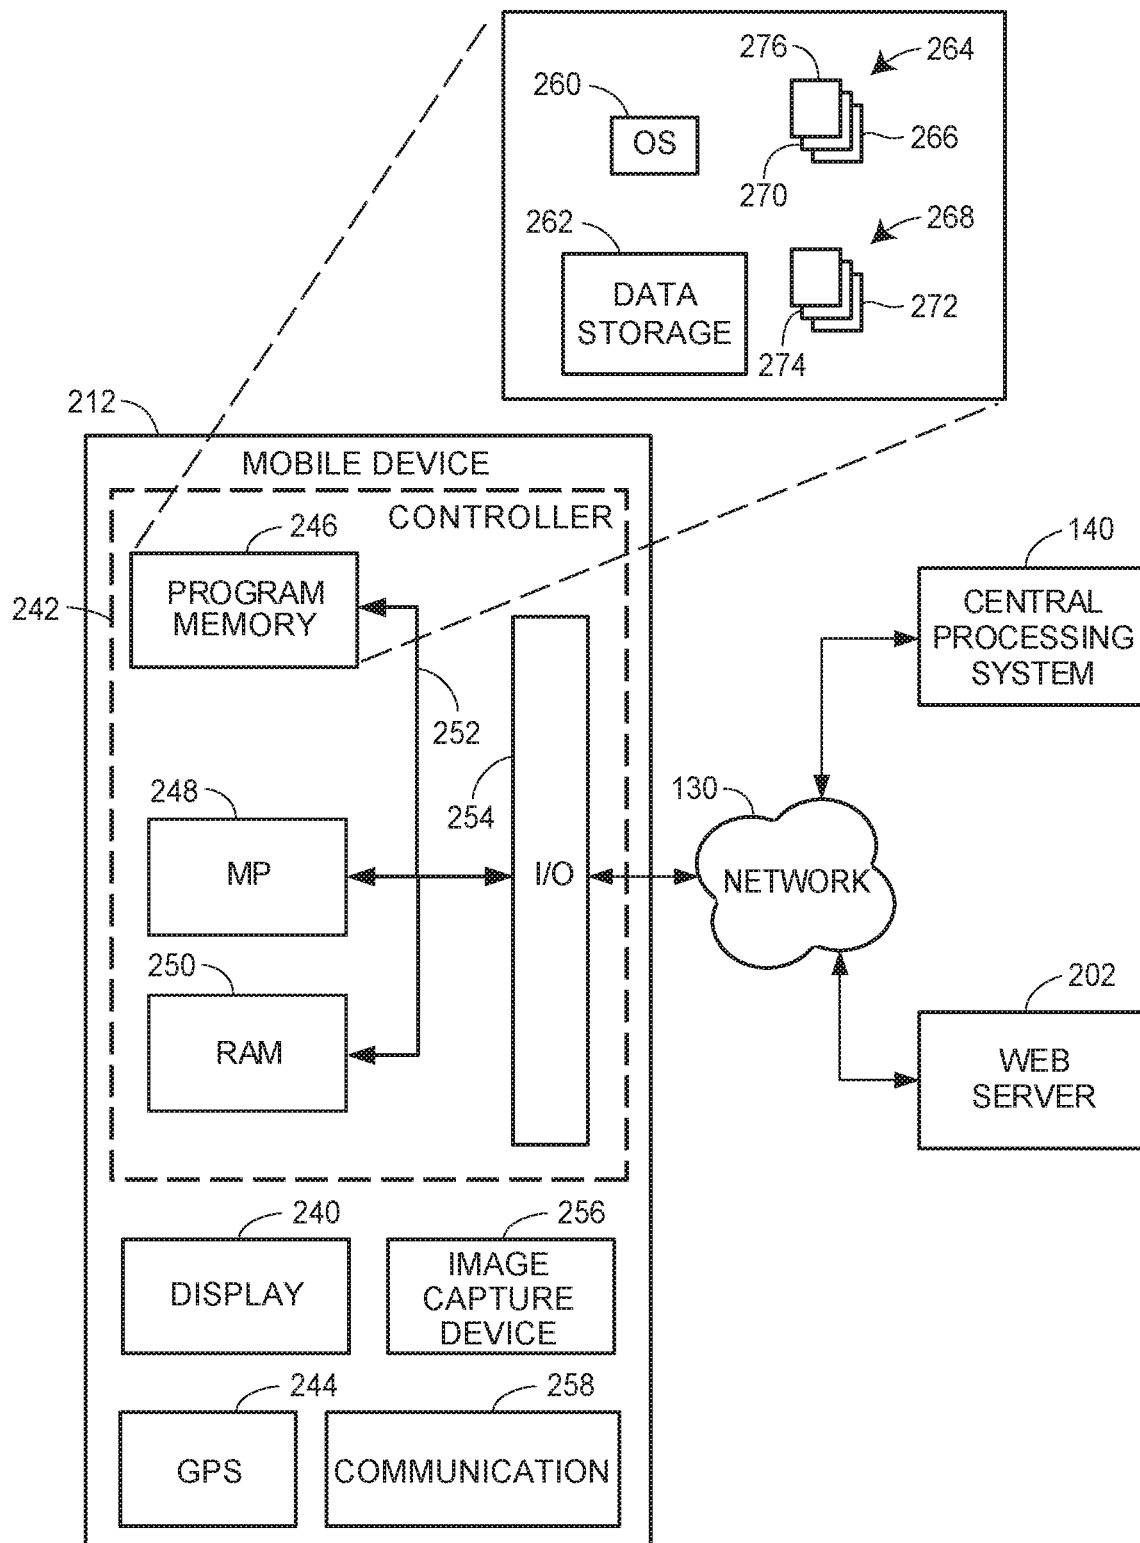 276
264
260
OS
266
270
262
268
DATA
STORAGE
272
274
212
MOBILE DEVICE
CONTROLLER
246
PROGRAM
MEMORY
242
140
CENTRAL
PROCESSING
SYSTEM
252
254
248
MP
130
I/O
NETWORK
250
RAM
202
WEB
SERVER
240
DISPLAY
256
IMAGE
CAPTURE
DEVICE
244
GPS
258
COMMUNICATION